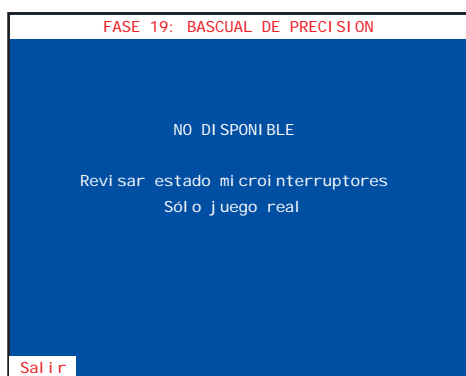 FASE 19: BASCUAL DE PRECISION
NO DISPONIBLE
Revisar estado microinterruptores
Sólo juego real
Salir